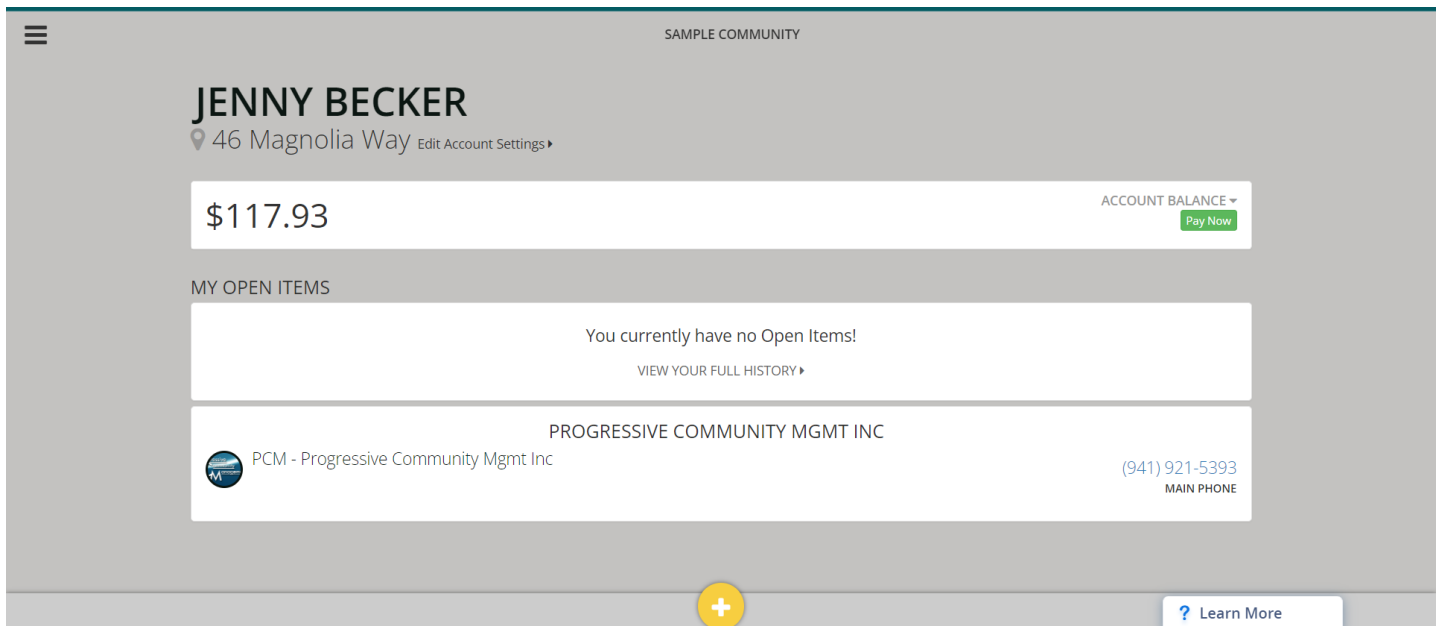 SAMPLE COMMUNITY
JENNY BECKER
46 Magnolia Way Edit Account Settings
$117.93
ACCOUNT BALANCE
Pay Now
MY OPEN ITEMS
You currently have no Open Items!
VIEW YOUR FULL HISTORY
PROGRESSIVE COMMUNITY MGMT INC
PCM - Progressive Community Mgmt Inc
(941) 921-5393
MAIN PHONE
? Learn More